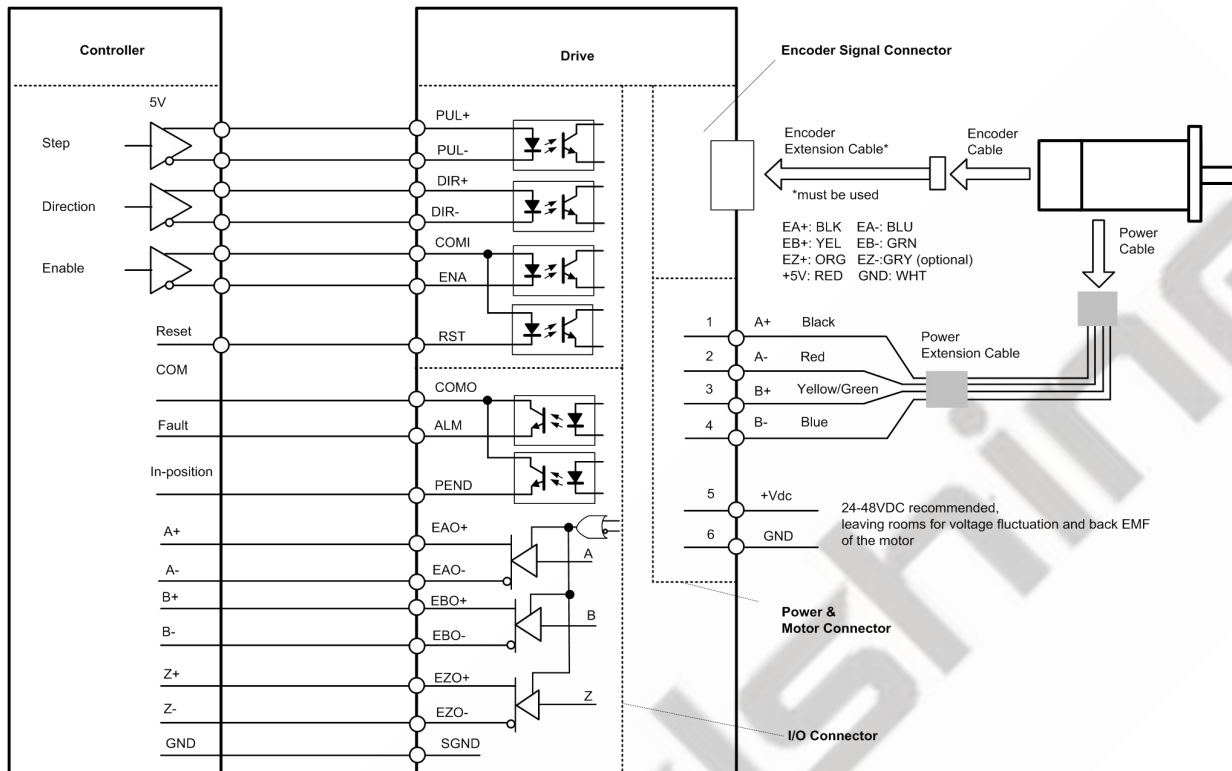 Controller
Drive
Encoder Signal Connector
5V
Step
Direction
Enable
Reset
COM
Fault
In-position
A+
A-
B+
B-
Z+
Z-
GND
PUL+
PUL-
DIR+
DIR-
COMI
ENA
RST
COMO
ALM
PEND
EAO+
EAO-
EBO+
EBO-
EZO+
EZO-
SGND
A
B
Z
Encoder
Extension Cable*
Encoder
Cable
*must be used
EA+: BLK EA-: BLU
EB+: YEL EB-: GRN
EZ+: ORG EZ-:GRY (optional)
+5V: RED GND: WHT
Power
Cable
1 A+ Black
2 A- Red
3 B+ Yellow/Green
4 B- Blue
Power
Extension Cable
5 +Vdc
6 GND
24-48VDC recommended,
leaving rooms for voltage fluctuation and back EMF
of the motor
Power &
Motor Connector
I/O Connector